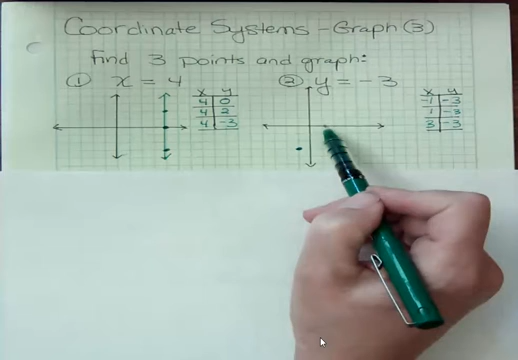 Coordinate Systems - Graph (3)
Find 3 points and graph:
① x = 4
x y
4 0
4 2
4 -3
② y = -3
x y
-1 -3
1 -3
3 -3